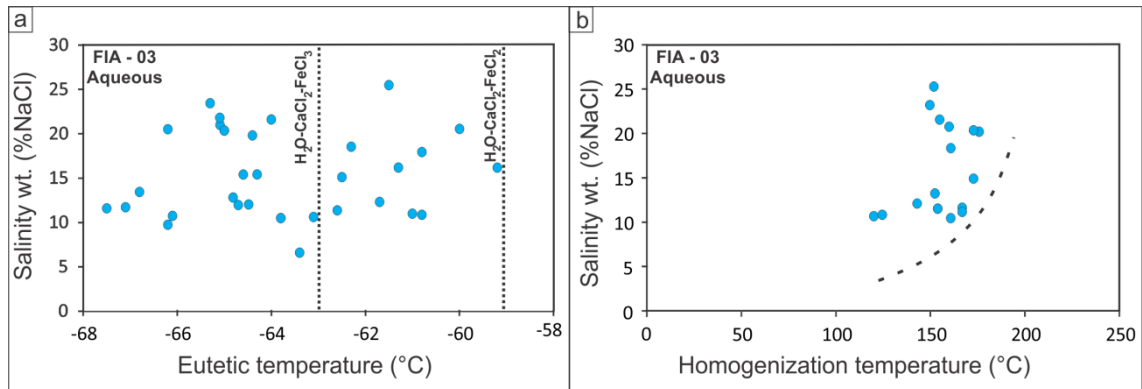 a
FIA - 03
Aqueous
H₂O-CaCl₂-FeCl₃
H₂O-CaCl₂-FeCl₂
Salinity wt. (%NaCl)
30
25
20
15
10
5
0
-68
-66
-64
-62
-60
-58
Eutetic temperature (°C)
b
FIA - 03
Aqueous
Salinity wt. (%NaCl)
30
25
20
15
10
5
0
0
50
100
150
200
250
Homogenization temperature (°C)